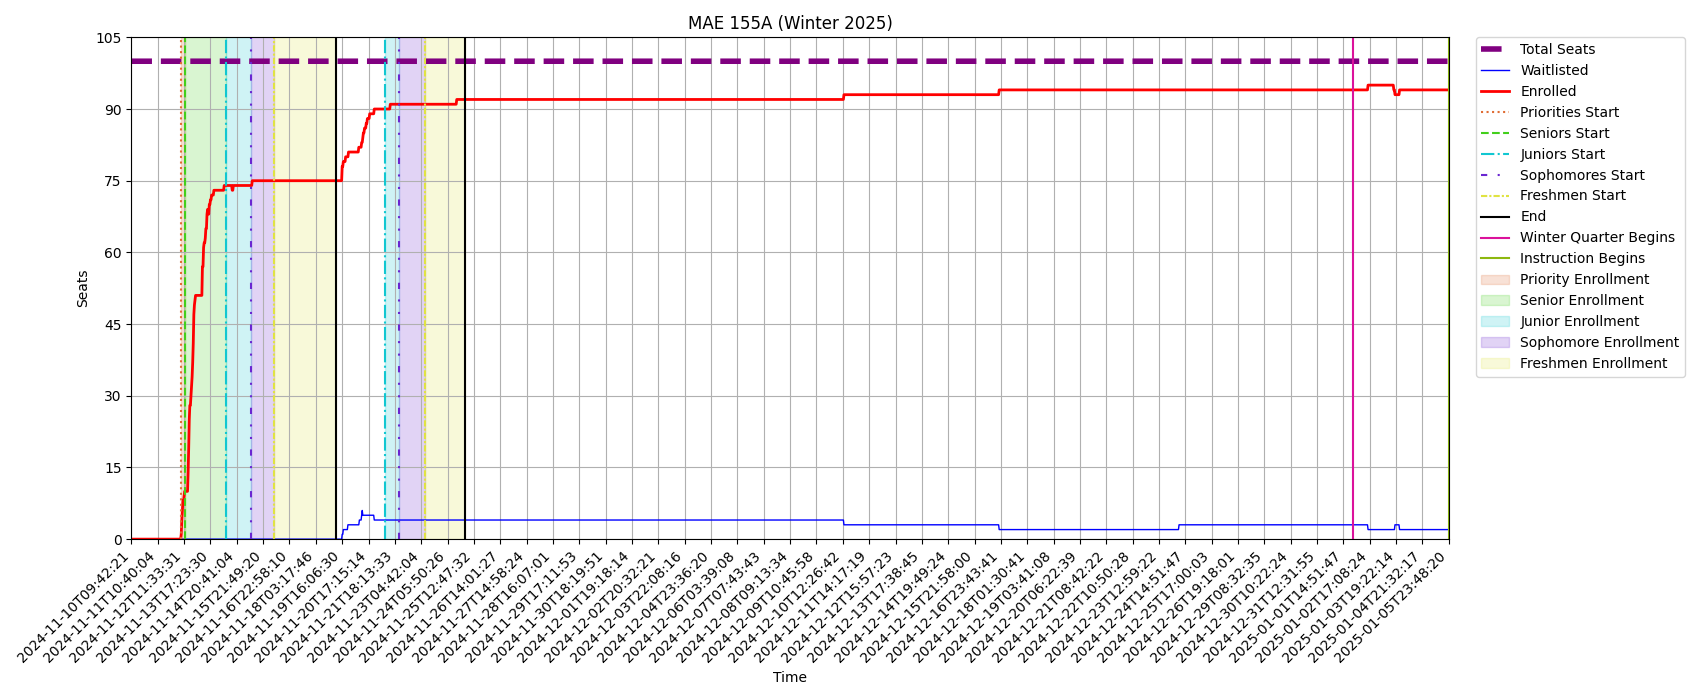 MAE 155A (Winter 2025)
105
90
75
60
45
30
15
0
Seats
2024-11-10T09:42:21
2024-11-11T10:40:04
2024-11-12T11:33:31
2024-11-13T17:23:30
2024-11-14T20:41:04
2024-11-15T21:49:20
2024-11-16T22:58:10
2024-11-18T03:17:46
2024-11-19T16:06:30
2024-11-20T17:15:14
2024-11-21T18:13:33
2024-11-23T04:42:04
2024-11-24T05:50:26
2024-11-25T12:47:32
2024-11-26T14:01:27
2024-11-27T14:58:24
2024-11-28T16:07:01
2024-11-29T17:11:53
2024-11-30T18:19:51
2024-12-01T19:18:14
2024-12-02T20:32:21
2024-12-03T22:08:16
2024-12-04T23:36:20
2024-12-06T03:39:08
2024-12-07T07:43:43
2024-12-08T09:13:34
2024-12-09T10:45:58
2024-12-10T12:26:42
2024-12-11T14:17:19
2024-12-12T15:57:23
2024-12-13T17:38:45
2024-12-14T19:49:24
2024-12-15T21:58:00
2024-12-16T23:43:41
2024-12-18T01:30:41
2024-12-19T03:41:08
2024-12-20T06:22:39
2024-12-21T08:42:22
2024-12-22T10:50:28
2024-12-23T12:59:22
2024-12-24T14:51:47
2024-12-25T17:00:03
2024-12-26T19:18:01
2024-12-29T08:32:35
2024-12-30T10:22:24
2024-12-31T12:31:55
2025-01-01T14:51:47
2025-01-02T17:08:24
2025-01-03T19:22:14
2025-01-04T21:32:17
2025-01-05T23:48:20
Time
Total Seats
Waitlisted
Enrolled
Priorities Start
Seniors Start
Juniors Start
Sophomores Start
Freshmen Start
End
Winter Quarter Begins
Instruction Begins
Priority Enrollment
Senior Enrollment
Junior Enrollment
Sophomore Enrollment
Freshmen Enrollment